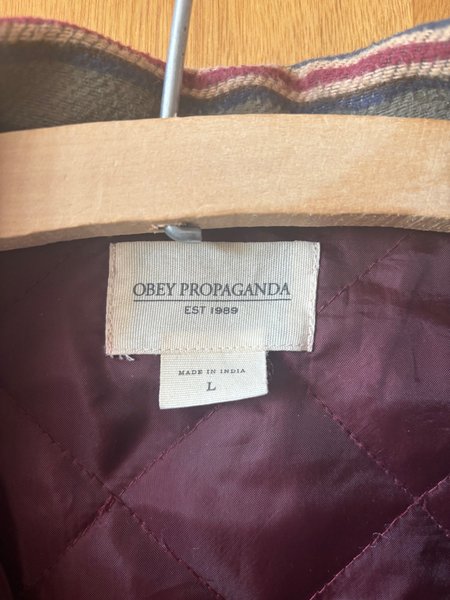 OBEY PROPAGANDA
EST 1989
MADE IN INDIA
L